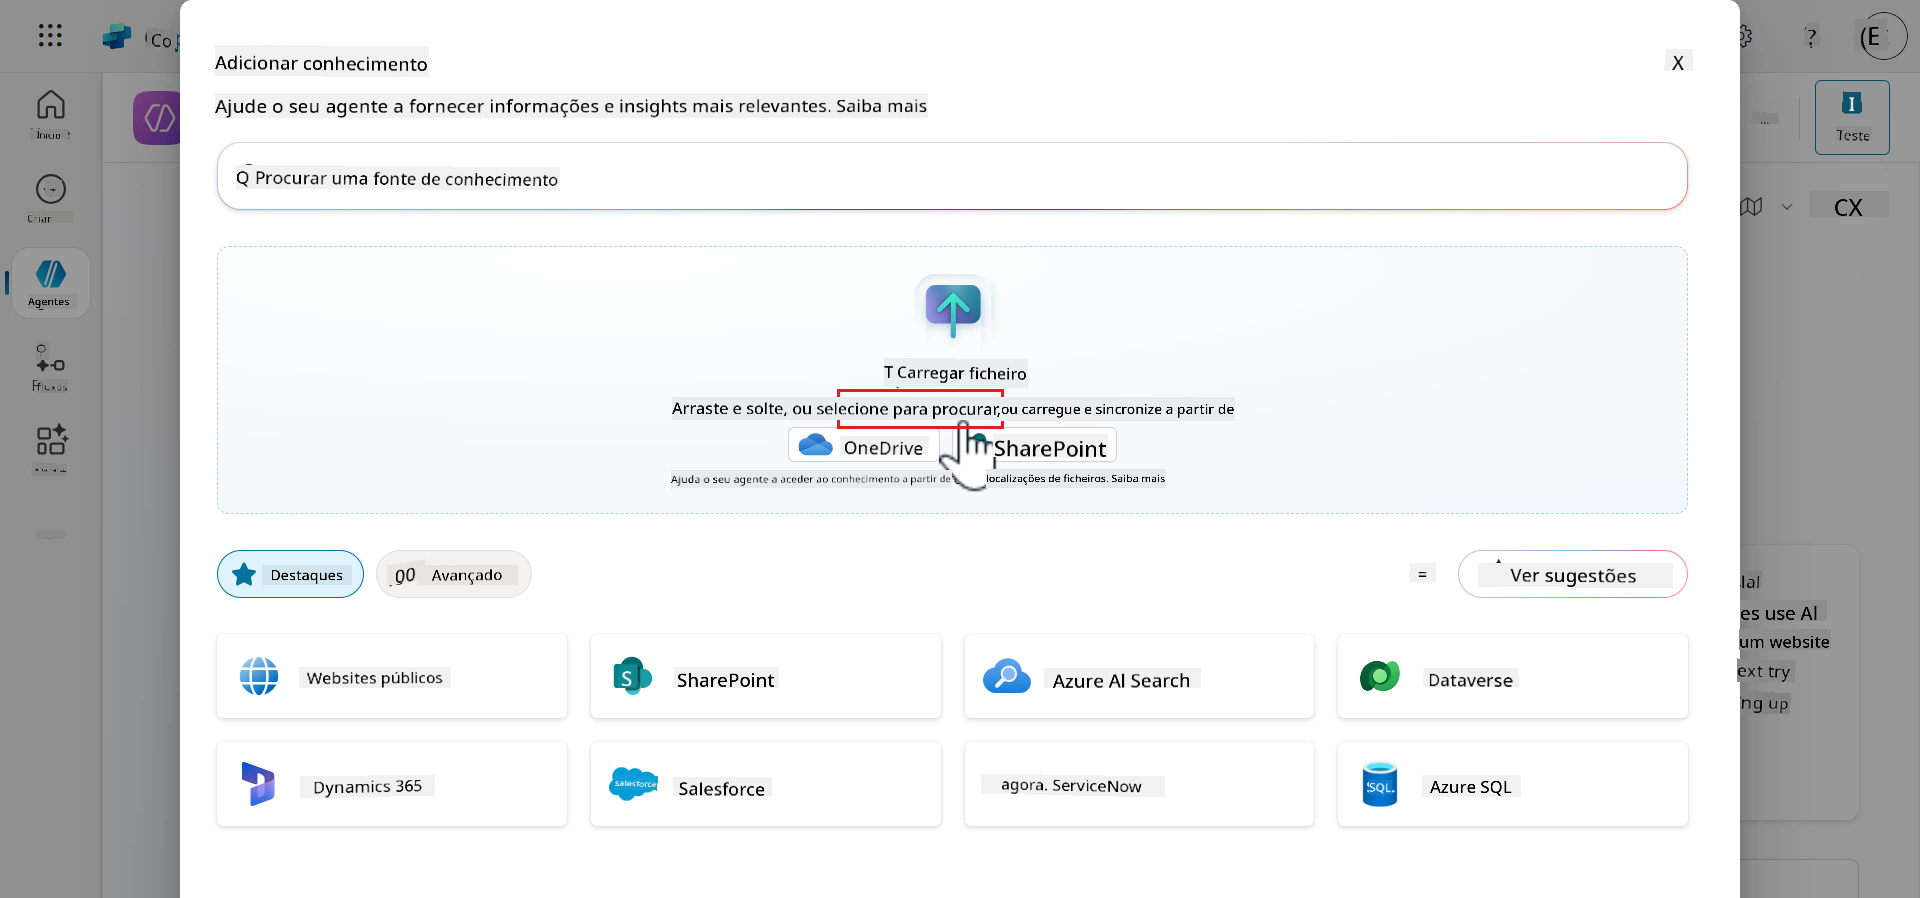 Adicionar conhecimento
X
Ajude o seu agente a fornecer informações e insights mais relevantes. Saiba mais
Q Procurar uma fonte de conhecimento
T Carregar ficheiro
Arraste e solte, ou selecione para procurar, ou carregue e sincronize a partir de
OneDrive
SharePoint
Ajuda o seu agente a aceder ao conhecimento a partir de localizações de ficheiros. Saiba mais
Destaques
Avançado
=
Ver sugestões
Websites públicos
SharePoint
Azure AI Search
Dataverse
Dynamics 365
salesforce
Salesforce
agora. ServiceNow
SQL
Azure SQL
Co
?
(E
Início
Criar
Agentes
Ffluxos
...
I
Teste
CX
es use AI
um website
ext try
ng up